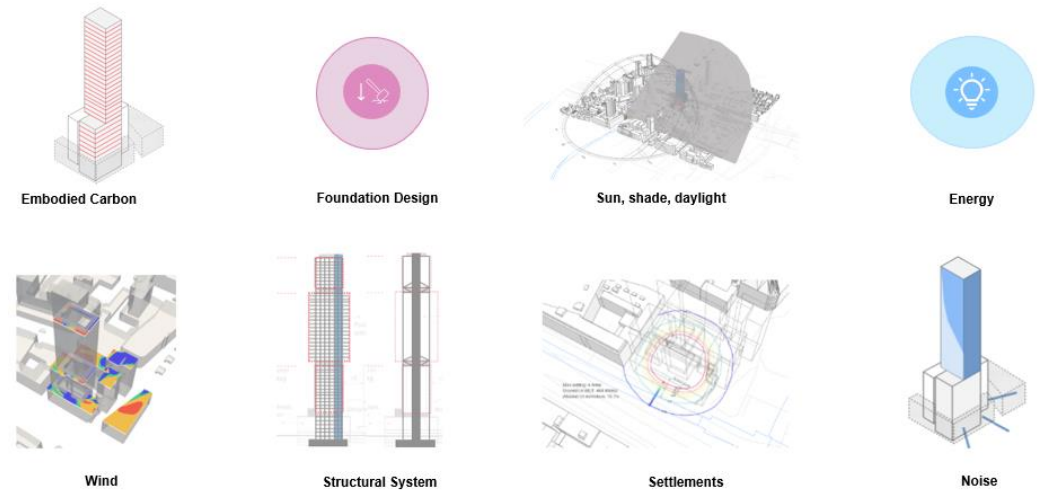 Embodied Carbon
Foundation Design
Sun, shade, daylight
Energy
Wind
Structural System
Settlements
Noise